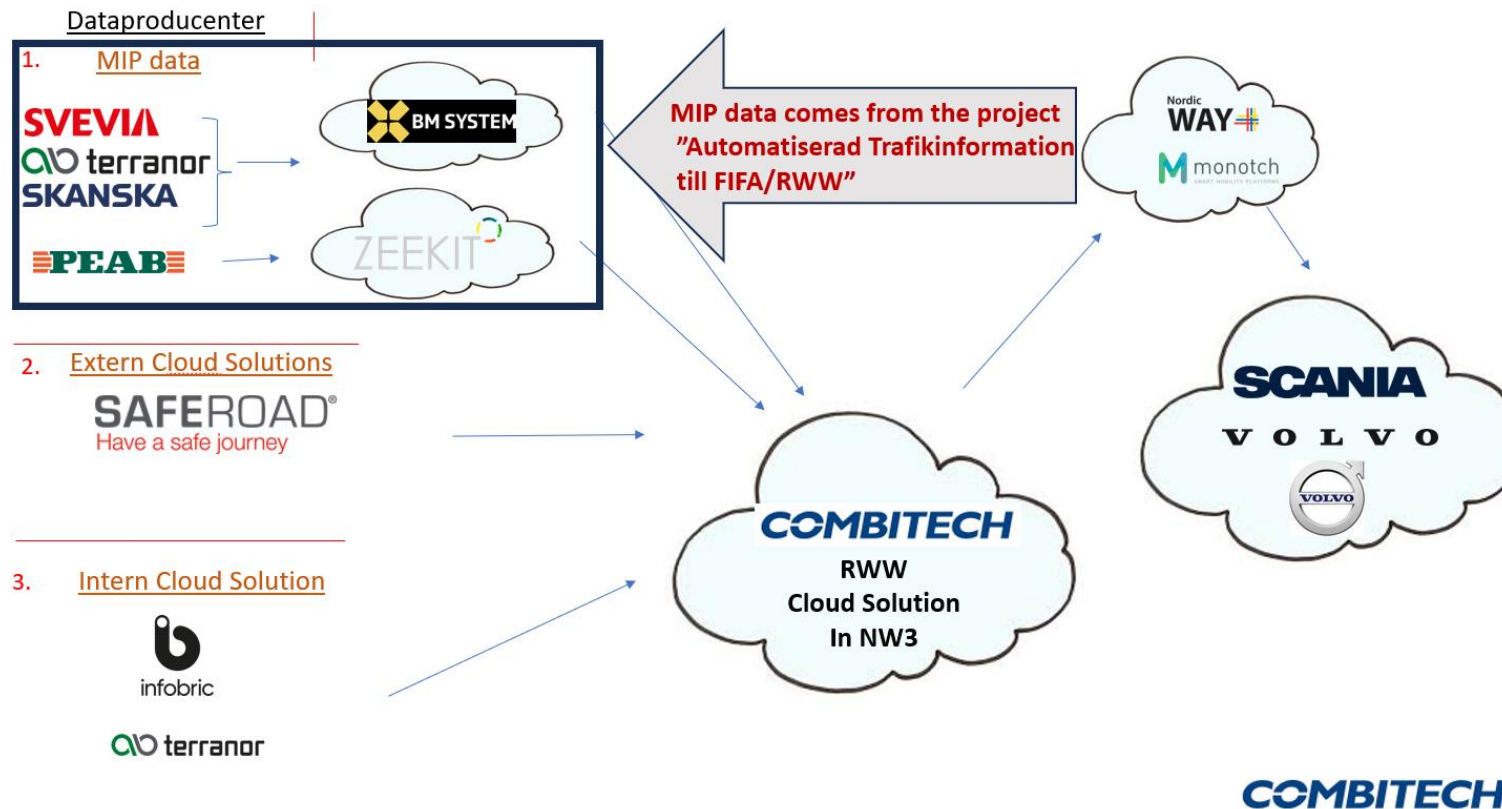 Dataproducenter
1. MIP data
SVEVIA
terranor
SKANSKA
PEAB
BM SYSTEM
ZEEKIT
MIP data comes from the project
"Automatiserad Trafikinformation
till FIFA/RWW"
Nordic
WAY
monotch
SMART MOBILITY PLATFORMS
2. Extern Cloud Solutions
SAFEROAD®
Have a safe journey
3. Intern Cloud Solution
infobric
terranor
COMBITECH
RWW
Cloud Solution
In NW3
SCANIA
VOLVO
VOLVO
COMBITECH